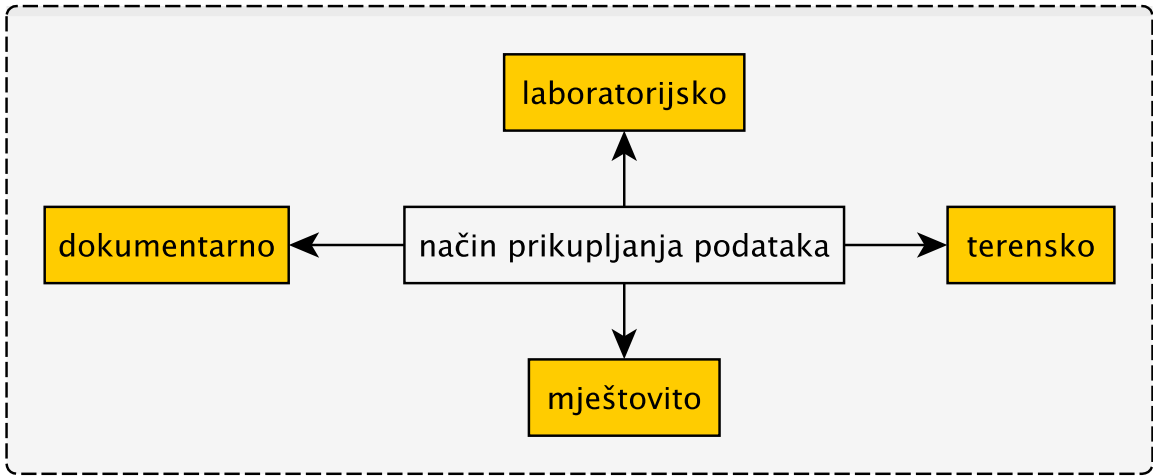 laboratorijsko
dokumentarno
način prikupljanja podataka
terensko
mještovito